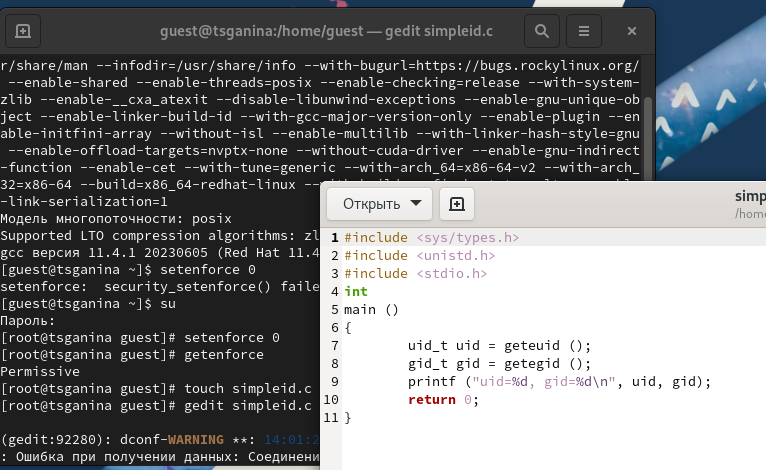 guest@tsganina:/home/guest — gedit simpleid.c
r/share/man --infodir=/usr/share/info --with-bugurl=https://bugs.rockylinux.org/
 --enable-shared --enable-threads=posix --enable-checking=release --with-system-
zlib --enable-__cxa_atexit --disable-libunwind-exceptions --enable-gnu-unique-ob
ject --enable-linker-build-id --with-gcc-major-version-only --enable-plugin --en
able-initfini-array --without-isl --enable-multilib --with-linker-hash-style=gnu
 --enable-offload-targets=nvptx-none --without-cuda-driver --enable-gnu-indirect
-function --enable-cet --with-tune=generic --with-arch_64=x86-64-v2 --with-arch_
32=x86-64 --build=x86_64-redhat-linux
-link-serialization=1
Модель многопоточности: posix
Supported LTO compression algorithms: zl
gcc версия 11.4.1 20230605 (Red Hat 11.4
[guest@tsganina ~]$ setenforce 0
setenforce:  security_setenforce() faile
[guest@tsganina ~]$ su
Пароль:
[root@tsganina guest]# setenforce 0
[root@tsganina guest]# getenforce
Permissive
[root@tsganina guest]# touch simpleid.c
[root@tsganina guest]# gedit simpleid.c
(gedit:92280): dconf-WARNING **: 14:01:2
: Ошибка при получении данных: Соединени
Открыть
simp
/home
1 #include <sys/types.h>
2 #include <unistd.h>
3 #include <stdio.h>
4 int
5 main ()
6 {
7         uid_t uid = geteuid ();
8         gid_t gid = getegid ();
9         printf ("uid=%d, gid=%d\n", uid, gid);
10         return 0;
11 }